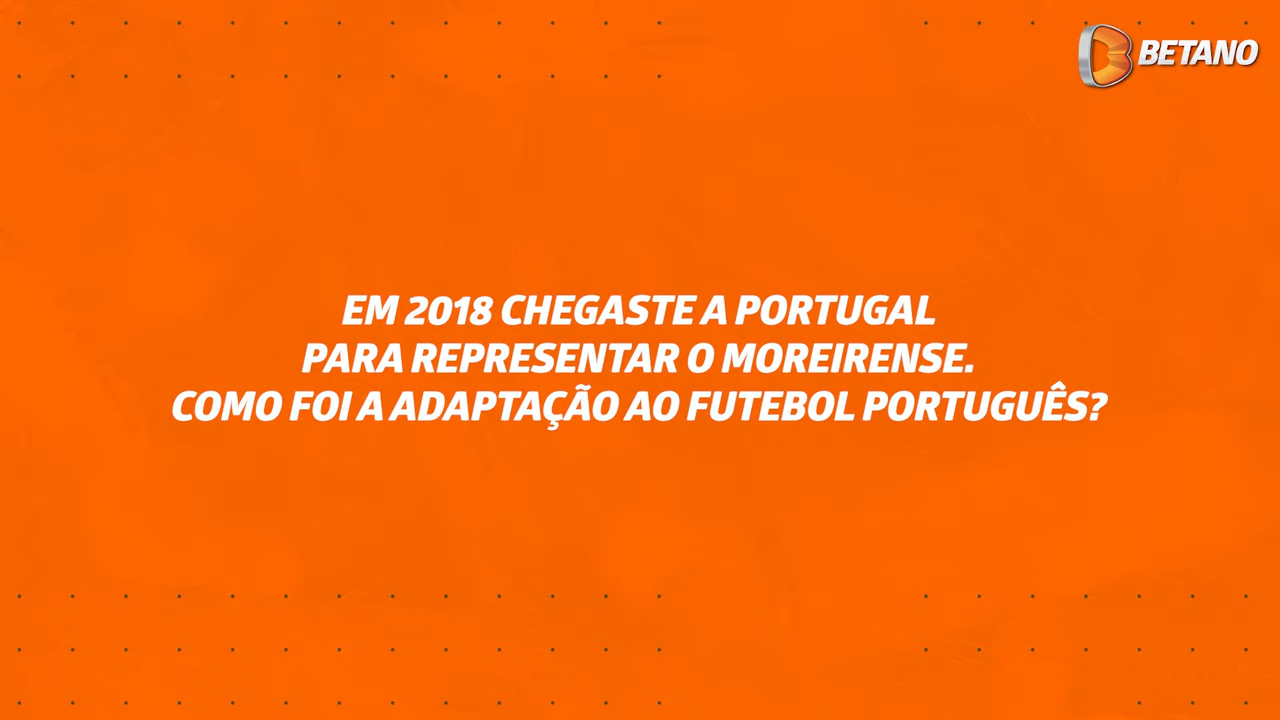 BETANO
EM 2018 CHEGASTE A PORTUGAL
PARA REPRESENTAR O MOREIRENSE.
COMO FOI A ADAPTAÇÃO AO FUTEBOL PORTUGUÊS?